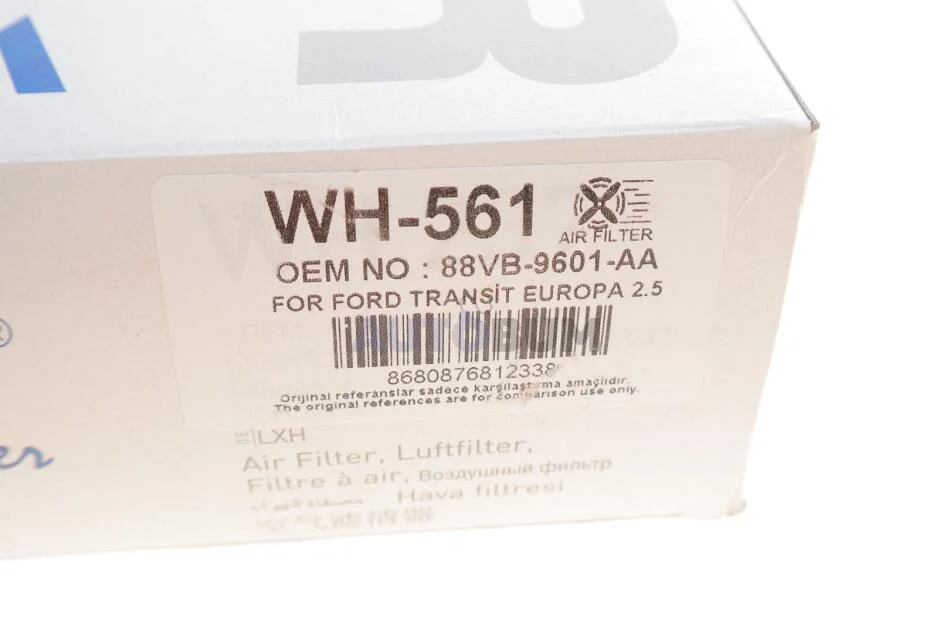 WH-561
AIR FILTER
OEM NO : 88VB-9601-AA
FOR FORD TRANSİT EUROPA 2.5
AUTOBUM
8680876812338
Orijinal referanslar sadece karşılaştırma amaçlıdır.
The original references are for comparison use only.
LXH
Air Filter, Luftfilter,
Filtre à air, Воздушный фильтр
Hava filtresi